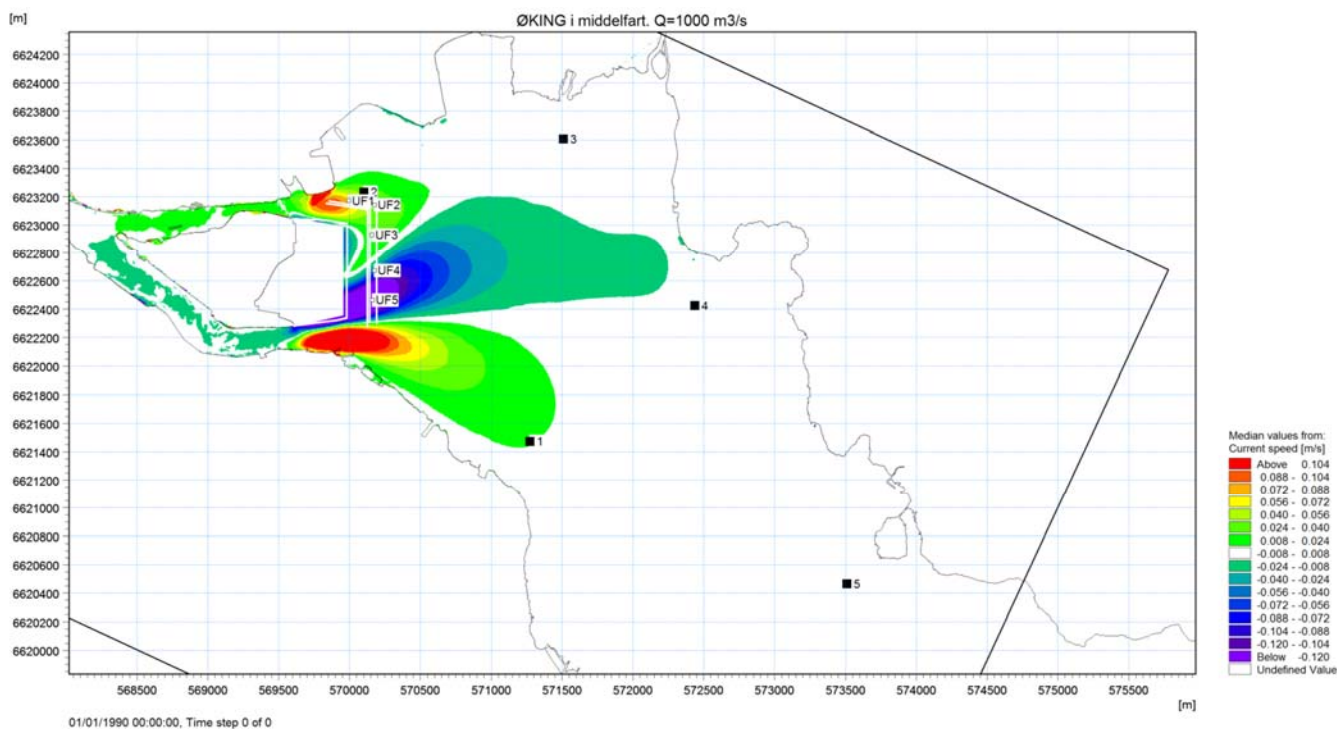 [m]
ØKING i middelfart. Q=1000 m3/s
6624200
6624000
6623800
6623600
6623400
6623200
6623000
6622800
6622600
6622400
6622200
6622000
6621800
6621600
6621400
6621200
6621000
6620800
6620600
6620400
6620200
6620000
3
2
UF1
UF2
UF3
UF4
UF5
4
1
5
568500 569000 569500 570000 570500 571000 571500 572000 572500 573000 573500 574000 574500 575000 575500
[m]
01/01/1990 00:00:00, Time step 0 of 0
Median values from:
Current speed [m/s]
Above 0.104
0.088 - 0.104
0.072 - 0.088
0.056 - 0.072
0.040 - 0.056
0.024 - 0.040
0.008 - 0.024
-0.008 - 0.008
-0.024 - -0.008
-0.040 - -0.024
-0.056 - -0.040
-0.072 - -0.056
-0.088 - -0.072
-0.104 - -0.088
-0.120 - -0.104
Below -0.120
Undefined Value